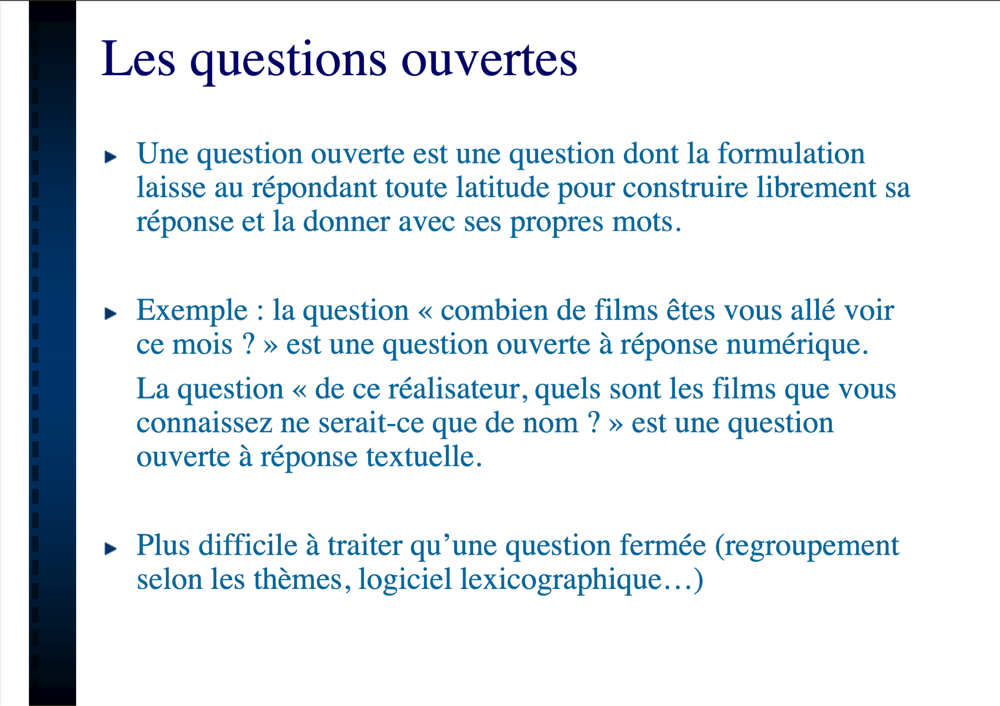 Les questions ouvertes
Une question ouverte est une question dont la formulation
laisse au répondant toute latitude pour construire librement sa
réponse et la donner avec ses propres mots.
Exemple : la question « combien de films êtes vous allé voir
ce mois ? » est une question ouverte à réponse numérique.
La question « de ce réalisateur, quels sont les films que vous
connaissez ne serait-ce que de nom ? » est une question
ouverte à réponse textuelle.
Plus difficile à traiter qu’une question fermée (regroupement
selon les thèmes, logiciel lexicographique…)